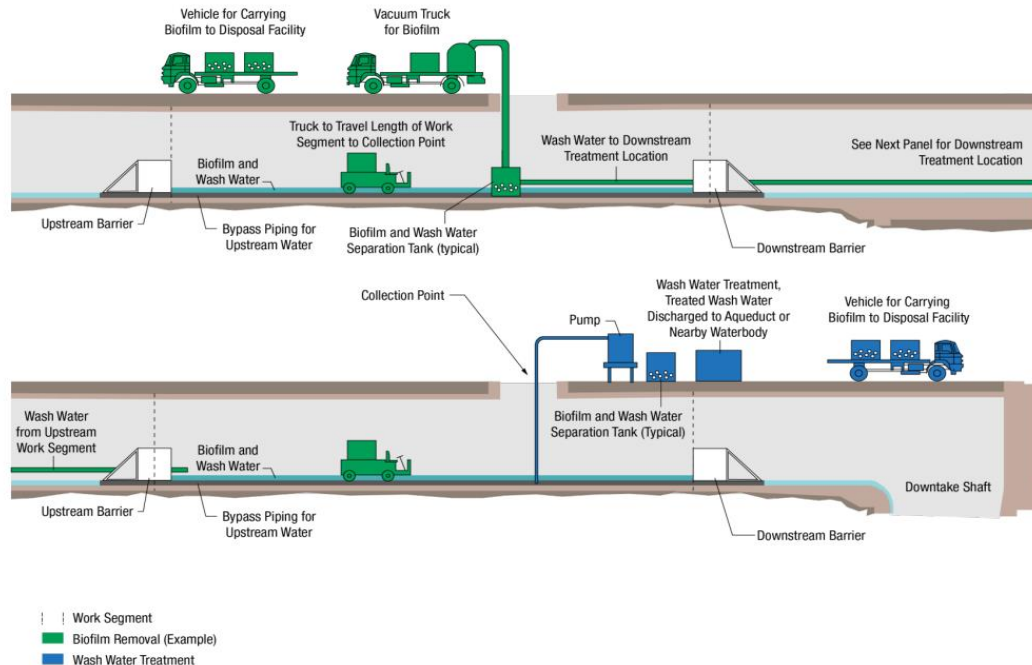 Vehicle for Carrying
Biofilm to Disposal Facility
Vacuum Truck
for Biofilm
Truck to Travel Length of Work
Segment to Collection Point
Wash Water to Downstream
Treatment Location
See Next Panel for Downstream
Treatment Location
Biofilm and
Wash Water
Upstream Barrier
Bypass Piping for
Upstream Water
Biofilm and Wash Water
Separation Tank (typical)
Downstream Barrier
Collection Point
Pump
Wash Water Treatment,
Treated Wash Water
Discharged to Aqueduct or
Nearby Waterbody
Vehicle for Carrying
Biofilm to Disposal Facility
Wash Water
from Upstream
Work Segment
Biofilm and
Wash Water
Biofilm and Wash Water
Separation Tank (Typical)
Upstream Barrier
Bypass Piping for
Upstream Water
Downtake Shaft
Downstream Barrier
Work Segment
Biofilm Removal (Example)
Wash Water Treatment